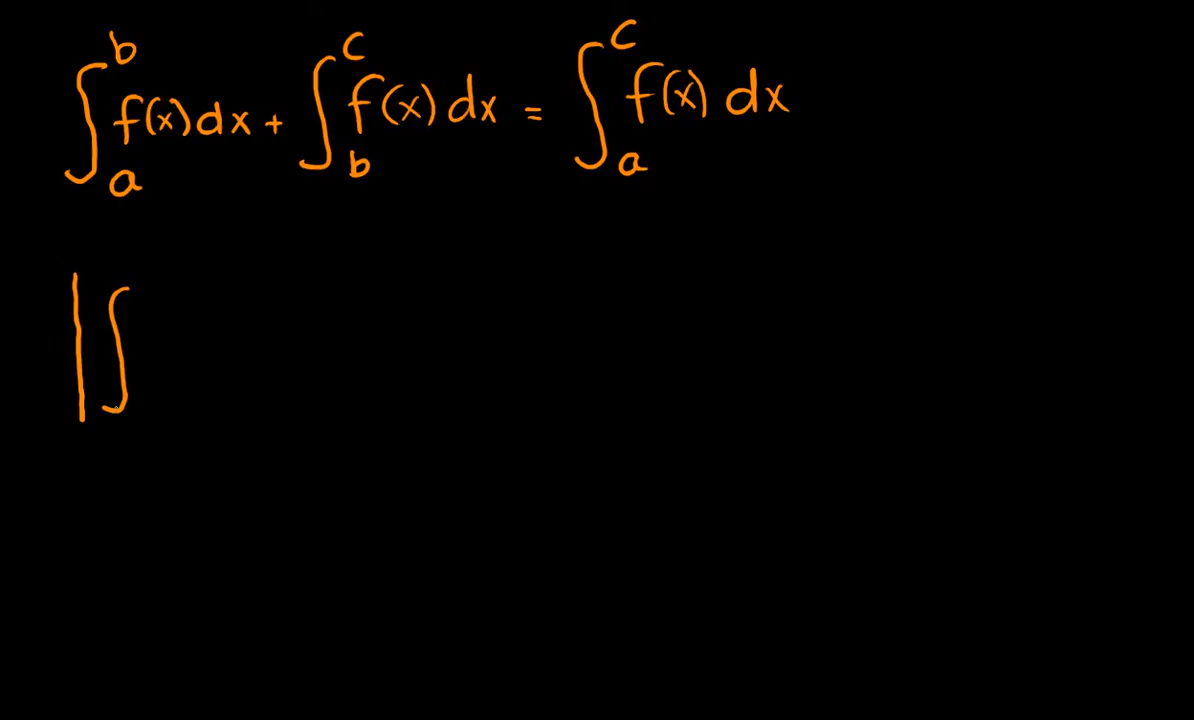 ∫_a^b f(x)dx + ∫_b^c f(x) dx = ∫_a^c f(x) dx
|∫